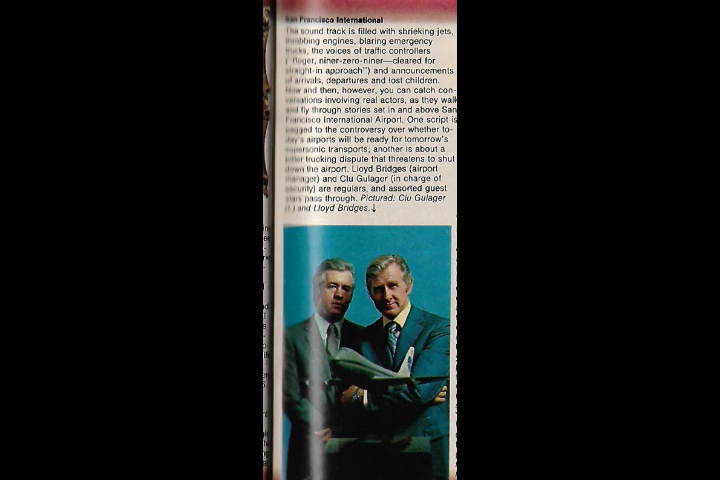 San Francisco International
The sound track is filled with shrieking jets,
throbbing engines, blaring emergency
trucks, the voices of traffic controllers
("Roger, niner-zero-niner—cleared for
straight-in approach") and announcements
of arrivals, departures and lost children.
Now and then, however, you can catch con-
versations involving real actors, as they walk
and fly through stories set in and above San
Francisco International Airport. One script is
pegged to the controversy over whether to-
day's airports will be ready for tomorrow's
supersonic transports; another is about a
bitter trucking dispute that threatens to shut
down the airport. Lloyd Bridges (airport
manager) and Clu Gulager (in charge of
security) are regulars, and assorted guest
stars pass through. Pictured: Clu Gulager
(l.) and Lloyd Bridges.↓